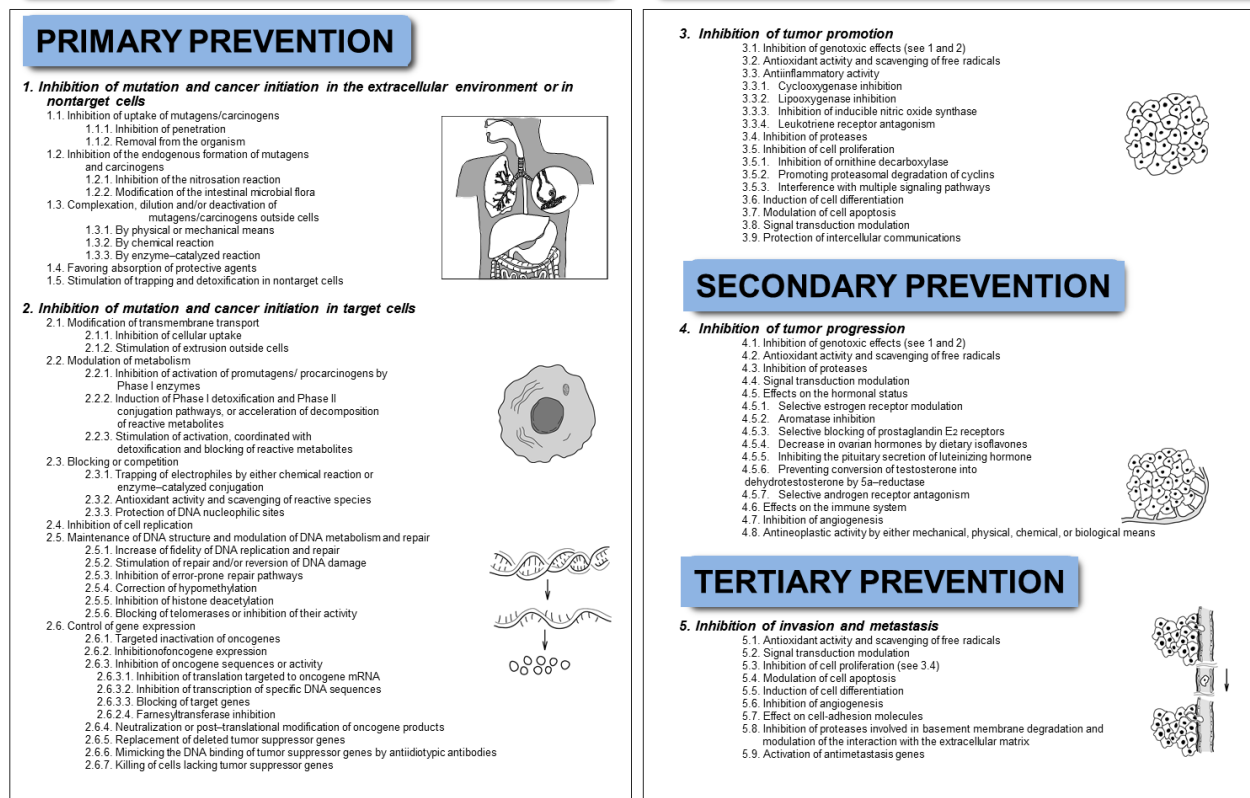 PRIMARY PREVENTION
1. Inhibition of mutation and cancer initiation in the extracellular environment or in
nontarget cells
1.1. Inhibition of uptake of mutagens/carcinogens
1.1.1. Inhibition of penetration
1.1.2. Removal from the organism
1.2. Inhibition of the endogenous formation of mutagens
and carcinogens
1.2.1. Inhibition of the nitrosation reaction
1.2.2. Modification of the intestinal microbial flora
1.3. Complexation, dilution and/or deactivation of
mutagens/carcinogens outside cells
1.3.1. By physical or mechanical means
1.3.2. By chemical reaction
1.3.3. By enzyme–catalyzed reaction
1.4. Favoring absorption of protective agents
1.5. Stimulation of trapping and detoxification in nontarget cells
2. Inhibition of mutation and cancer initiation in target cells
2.1. Modification of transmembrane transport
2.1.1. Inhibition of cellular uptake
2.1.2. Stimulation of extrusion outside cells
2.2. Modulation of metabolism
2.2.1. Inhibition of activation of promutagens/ procarcinogens by
Phase I enzymes
2.2.2. Induction of Phase I detoxification and Phase II
conjugation pathways, or acceleration of decomposition
of reactive metabolites
2.2.3. Stimulation of activation, coordinated with
detoxification and blocking of reactive metabolites
2.3. Blocking or competition
2.3.1. Trapping of electrophiles by either chemical reaction or
enzyme–catalyzed conjugation
2.3.2. Antioxidant activity and scavenging of reactive species
2.3.3. Protection of DNA nucleophilic sites
2.4. Inhibition of cell replication
2.5. Maintenance of DNA structure and modulation of DNA metabolism and repair
2.5.1. Increase of fidelity of DNA replication and repair
2.5.2. Stimulation of repair and/or reversion of DNA damage
2.5.3. Inhibition of error-prone repair pathways
2.5.4. Correction of hypomethylation
2.5.5. Inhibition of histone deacetylation
2.5.6. Blocking of telomerases or inhibition of their activity
2.6. Control of gene expression
2.6.1. Targeted inactivation of oncogenes
2.6.2. Inhibitionofoncogene expression
2.6.3. Inhibition of oncogene sequences or activity
2.6.3.1. Inhibition of translation targeted to oncogene mRNA
2.6.3.2. Inhibition of transcription of specific DNA sequences
2.6.3.3. Blocking of target genes
2.6.2.4. Farnesyltransferase inhibition
2.6.4. Neutralization or post–translational modification of oncogene products
2.6.5. Replacement of deleted tumor suppressor genes
2.6.6. Mimicking the DNA binding of tumor suppressor genes by antiidiotypic antibodies
2.6.7. Killing of cells lacking tumor suppressor genes
3. Inhibition of tumor promotion
3.1. Inhibition of genotoxic effects (see 1 and 2)
3.2. Antioxidant activity and scavenging of free radicals
3.3. Antiinflammatory activity
3.3.1. Cyclooxygenase inhibition
3.3.2. Lipooxygenase inhibition
3.3.3. Inhibition of inducible nitric oxide synthase
3.3.4. Leukotriene receptor antagonism
3.4. Inhibition of proteases
3.5. Inhibition of cell proliferation
3.5.1. Inhibition of ornithine decarboxylase
3.5.2. Promoting proteasomal degradation of cyclins
3.5.3. Interference with multiple signaling pathways
3.6. Induction of cell differentiation
3.7. Modulation of cell apoptosis
3.8. Signal transduction modulation
3.9. Protection of intercellular communications
SECONDARY PREVENTION
4. Inhibition of tumor progression
4.1. Inhibition of genotoxic effects (see 1 and 2)
4.2. Antioxidant activity and scavenging of free radicals
4.3. Inhibition of proteases
4.4. Signal transduction modulation
4.5. Effects on the hormonal status
4.5.1. Selective estrogen receptor modulation
4.5.2. Aromatase inhibition
4.5.3. Selective blocking of prostaglandin E2 receptors
4.5.4. Decrease in ovarian hormones by dietary isoflavones
4.5.5. Inhibiting the pituitary secretion of luteinizing hormone
4.5.6. Preventing conversion of testosterone into
dehydrotestosterone by 5a–reductase
4.5.7. Selective androgen receptor antagonism
4.6. Effects on the immune system
4.7. Inhibition of angiogenesis
4.8. Antineoplastic activity by either mechanical, physical, chemical, or biological means
TERTIARY PREVENTION
5. Inhibition of invasion and metastasis
5.1. Antioxidant activity and scavenging of free radicals
5.2. Signal transduction modulation
5.3. Inhibition of cell proliferation (see 3.4)
5.4. Modulation of cell apoptosis
5.5. Induction of cell differentiation
5.6. Inhibition of angiogenesis
5.7. Effect on cell-adhesion molecules
5.8. Inhibition of proteases involved in basement membrane degradation and
modulation of the interaction with the extracellular matrix
5.9. Activation of antimetastasis genes